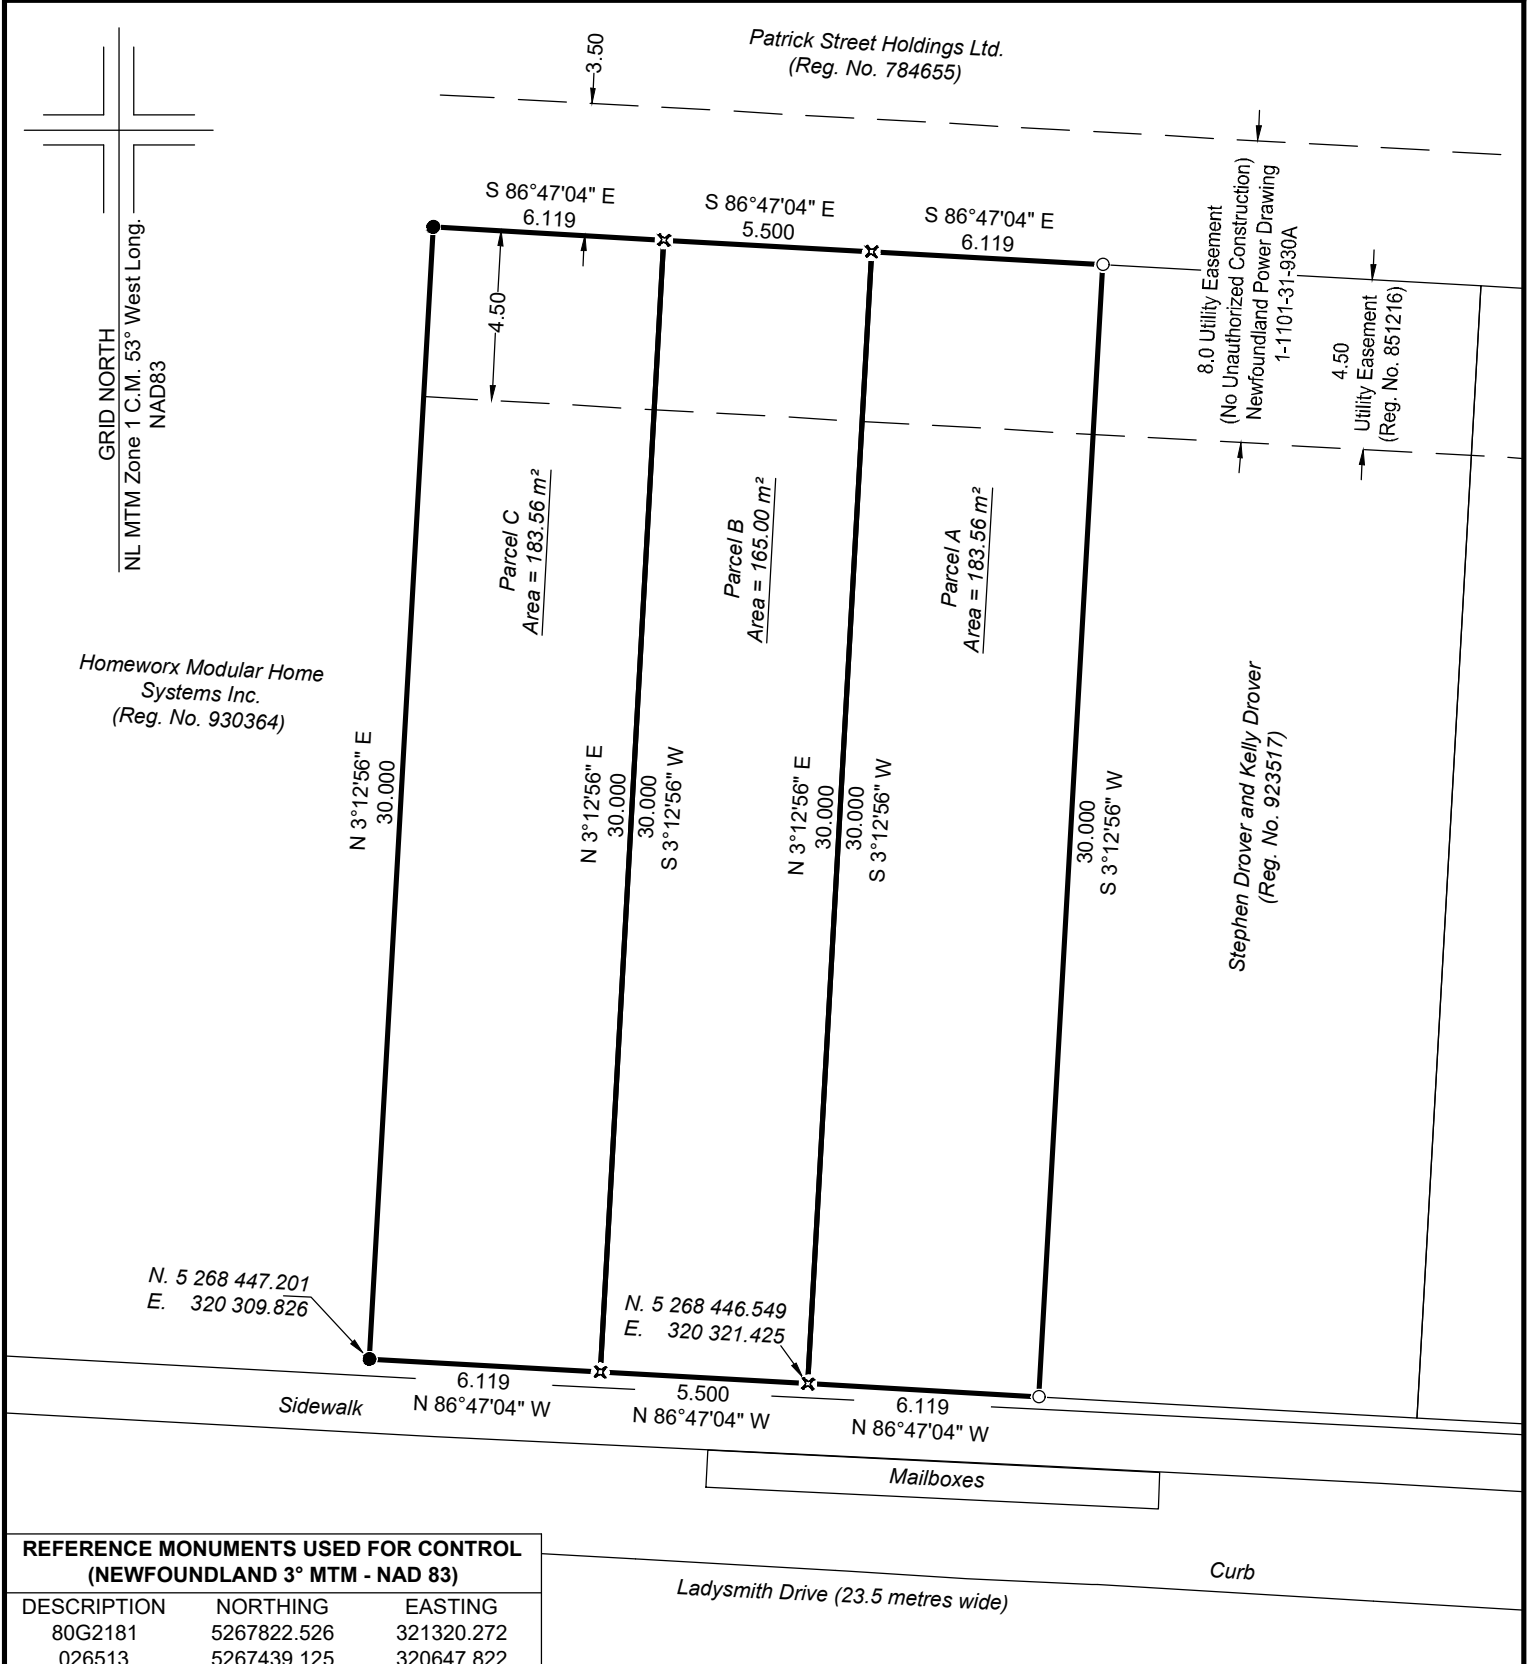 Patrick Street Holdings Ltd.
(Reg. No. 784655)
3.50
GRID NORTH
NL MTM Zone 1 C.M. 53° West Long.
NAD83
S 86°47'04" E
6.119
S 86°47'04" E
5.500
S 86°47'04" E
6.119
8.0 Utility Easement
(No Unauthorized Construction)
Newfoundland Power Drawing
1-1101-31-930A
4.50
Utility Easement
(Reg. No. 851216)
4.50
Parcel C
Area = 183.56 m²
Parcel B
Area = 165.00 m²
Parcel A
Area = 183.56 m²
Homeworx Modular Home
Systems Inc.
(Reg. No. 930364)
N 3°12'56" E
30.000
N 3°12'56" E
30.000
30.000
S 3°12'56" W
N 3°12'56" E
30.000
30.000
S 3°12'56" W
30.000
S 3°12'56" W
Stephen Drover and Kelly Drover
(Reg. No. 923517)
N. 5 268 447.201
E. 320 309.826
N. 5 268 446.549
E. 320 321.425
6.119
N 86°47'04" W
5.500
N 86°47'04" W
6.119
N 86°47'04" W
Sidewalk
Mailboxes
Curb
Ladysmith Drive (23.5 metres wide)
REFERENCE MONUMENTS USED FOR CONTROL
(NEWFOUNDLAND 3° MTM - NAD 83)
DESCRIPTION NORTHING EASTING
80G2181 5267822.526 321320.272
026513 5267439.125 320647.822